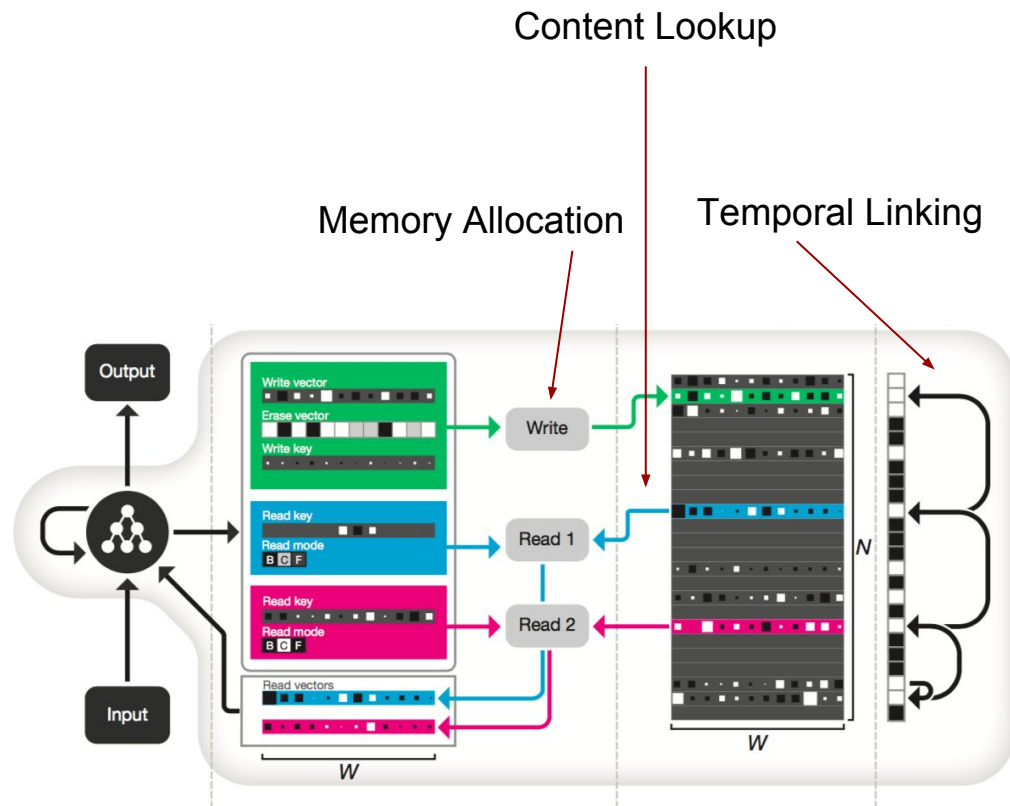 Content Lookup
Memory Allocation
Temporal Linking
Output
Input
Write vector
Erase vector
Write key
Read key
Read mode
B C F
Read key
Read mode
B C F
Read vectors
W
Write
Read 1
Read 2
N
W